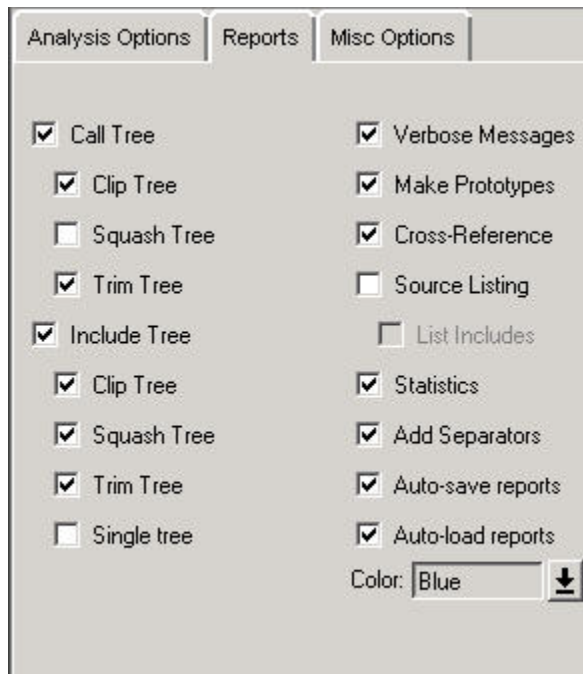 Analysis Options
Reports
Misc Options
Call Tree
Clip Tree
Squash Tree
Trim Tree
Include Tree
Clip Tree
Squash Tree
Trim Tree
Single tree
Verbose Messages
Make Prototypes
Cross-Reference
Source Listing
List Includes
Statistics
Add Separators
Auto-save reports
Auto-load reports
Color: Blue